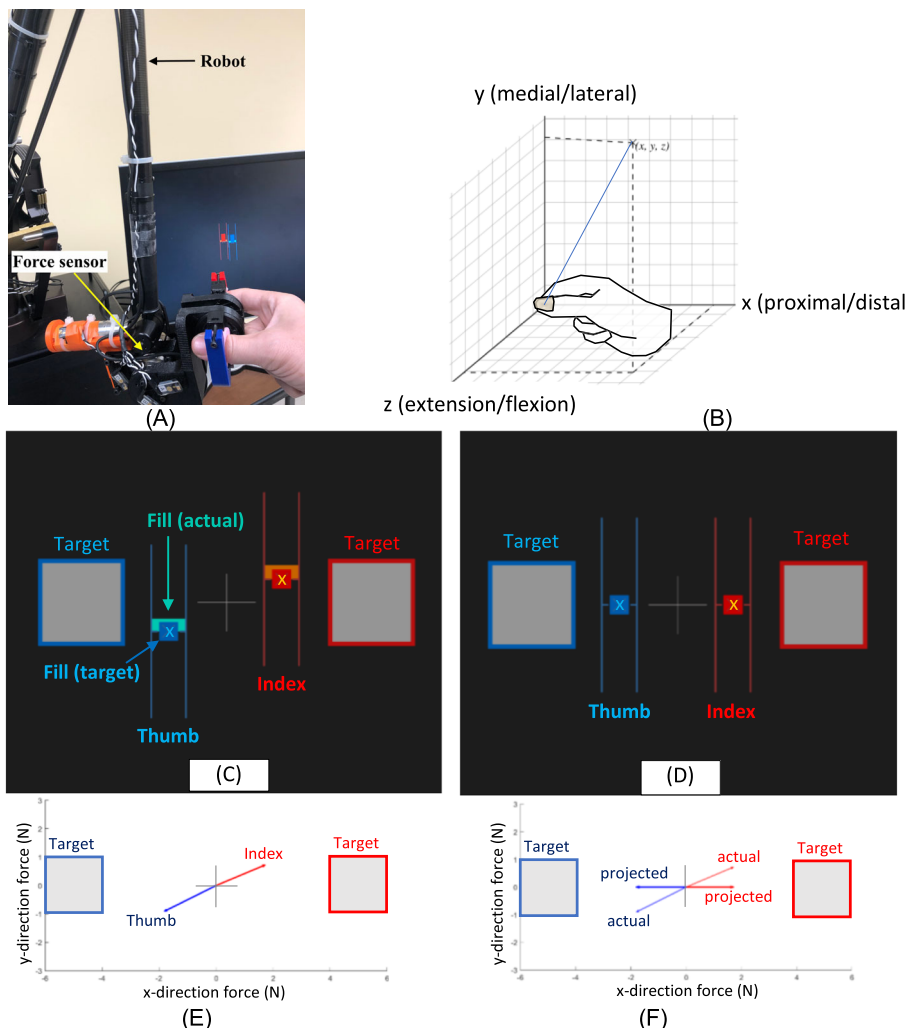 Robot
Force sensor
(A)
y (medial/lateral)
(x, y, z)
x (proximal/distal
z (extension/flexion)
(B)
Fill (actual)
Target
Target
X
X
Fill (target)
Index
Thumb
(C)
Target
Target
X
X
Thumb
Index
(D)
y-direction force (N)
3
2
1
0
-1
-2
-3
Target
Index
Target
Thumb
-6
-4
-2
0
2
4
6
x-direction force (N)
(E)
y-direction force (N)
3
2
1
0
-1
-2
-3
Target
projected
actual
actual
projected
Target
-6
-4
-2
0
2
4
6
x-direction force (N)
(F)